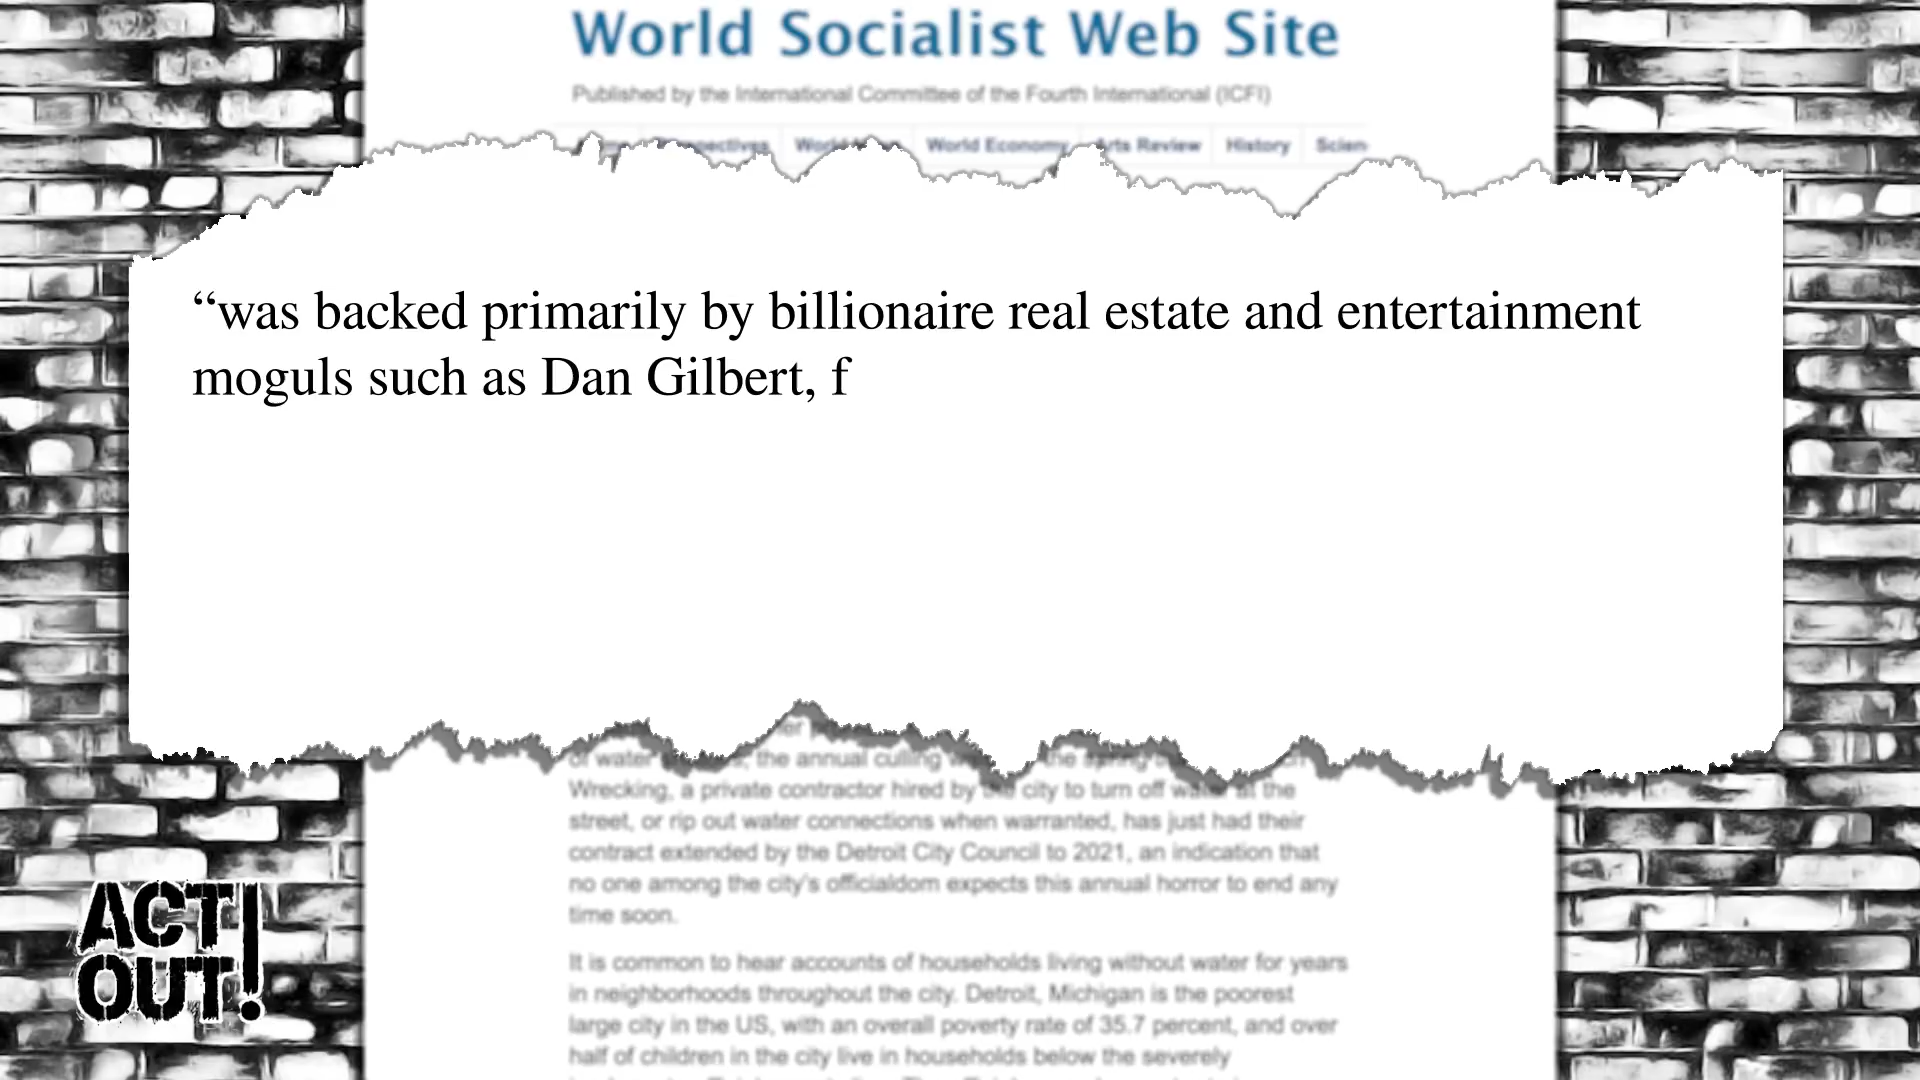 World Socialist Web Site
Published by the International Committee of the Fourth International (ICFI)
World Economy Arts Review History Scien
“was backed primarily by billionaire real estate and entertainment
moguls such as Dan Gilbert, f
of water the annual culling the
Wrecking, a private contractor hired by the city to turn off water at the
street, or rip out water connections when warranted, has just had their
contract extended by the Detroit City Council to 2021, an indication that
no one among the city's officialdom expects this annual horror to end any
time soon.
It is common to hear accounts of households living without water for years
in neighborhoods throughout the city. Detroit, Michigan is the poorest
large city in the US, with an overall poverty rate of 35.7 percent, and over
half of children in the city live in households below the severely
ACT
OUT!